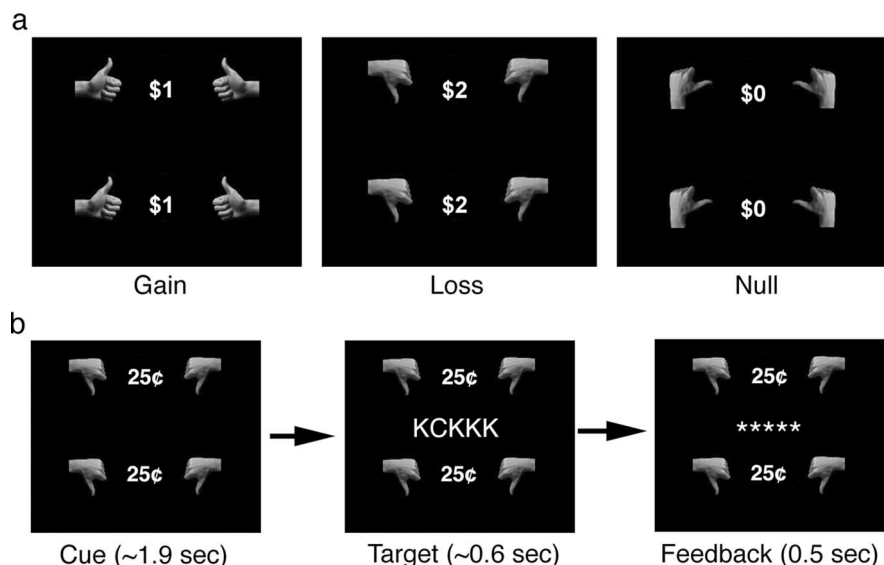 a
$1 $2 $0
$1 $2 $0
Gain Loss Null
b
25¢ 25¢ 25¢
KCKKK *****
25¢ 25¢ 25¢
Cue (~1.9 sec) Target (~0.6 sec) Feedback (0.5 sec)